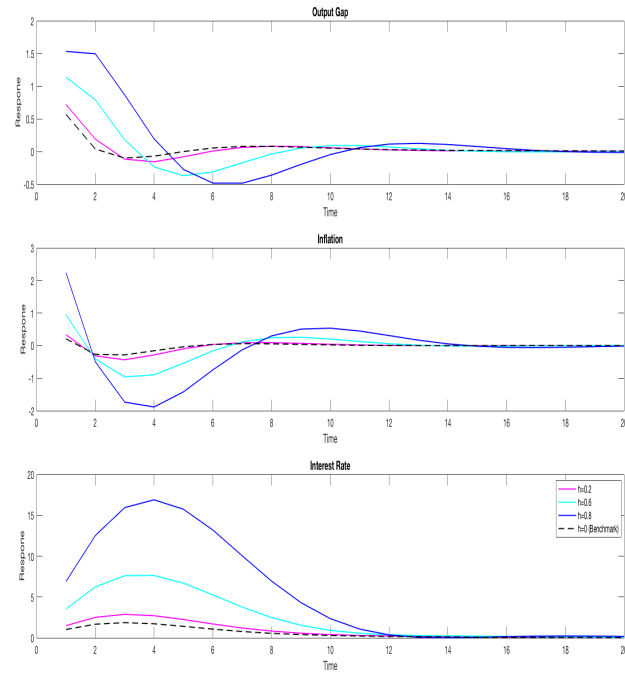 Output Gap
2
1.5
1
0.5
0
-0.5
Respone
0 2 4 6 8 10 12 14 16 18 20
Time
Inflation
3
2
1
0
-1
-2
Respone
0 2 4 6 8 10 12 14 16 18 20
Time
Interest Rate
20
15
10
5
0
Respone
h=0.2
h=0.6
h=0.8
h=0 (Benchmark)
0 2 4 6 8 10 12 14 16 18 20
Time